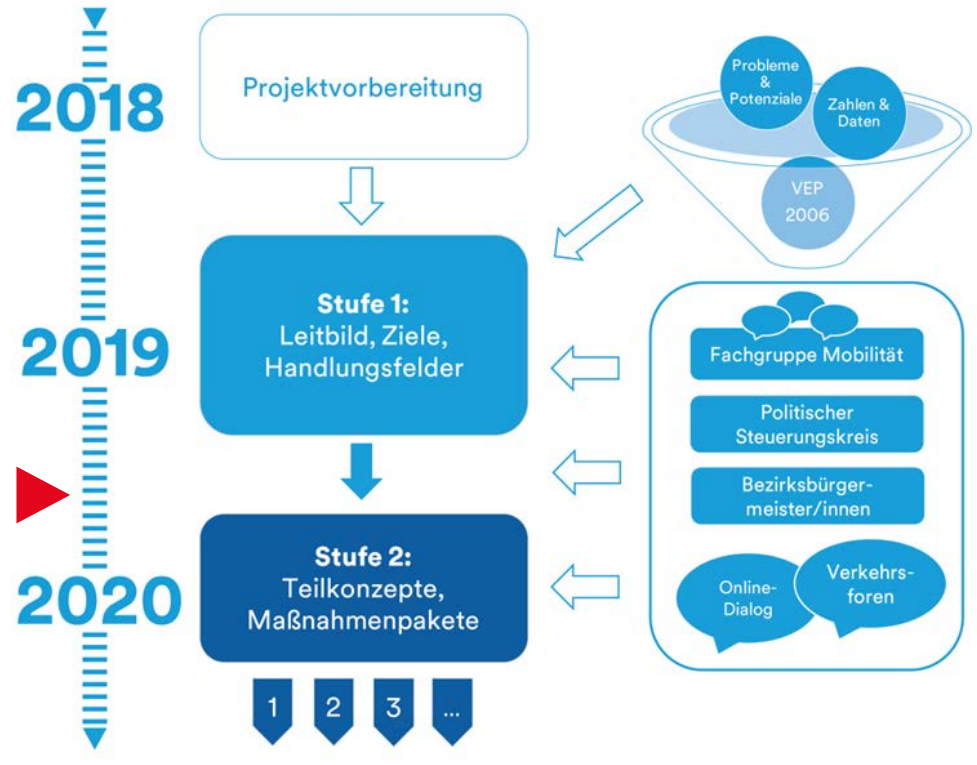 2018
Projektvorbereitung
Probleme
&
Potenziale
Zahlen &
Daten
VEP
2006
2019
Stufe 1:
Leitbild, Ziele,
Handlungsfelder
Fachgruppe Mobilität
Politischer
Steuerungskreis
Bezirksbürger-
meister/innen
2020
Stufe 2:
Teilkonzepte,
Maßnahmenpakete
Online-
Dialog
Verkehrs-
foren
1
2
3
...